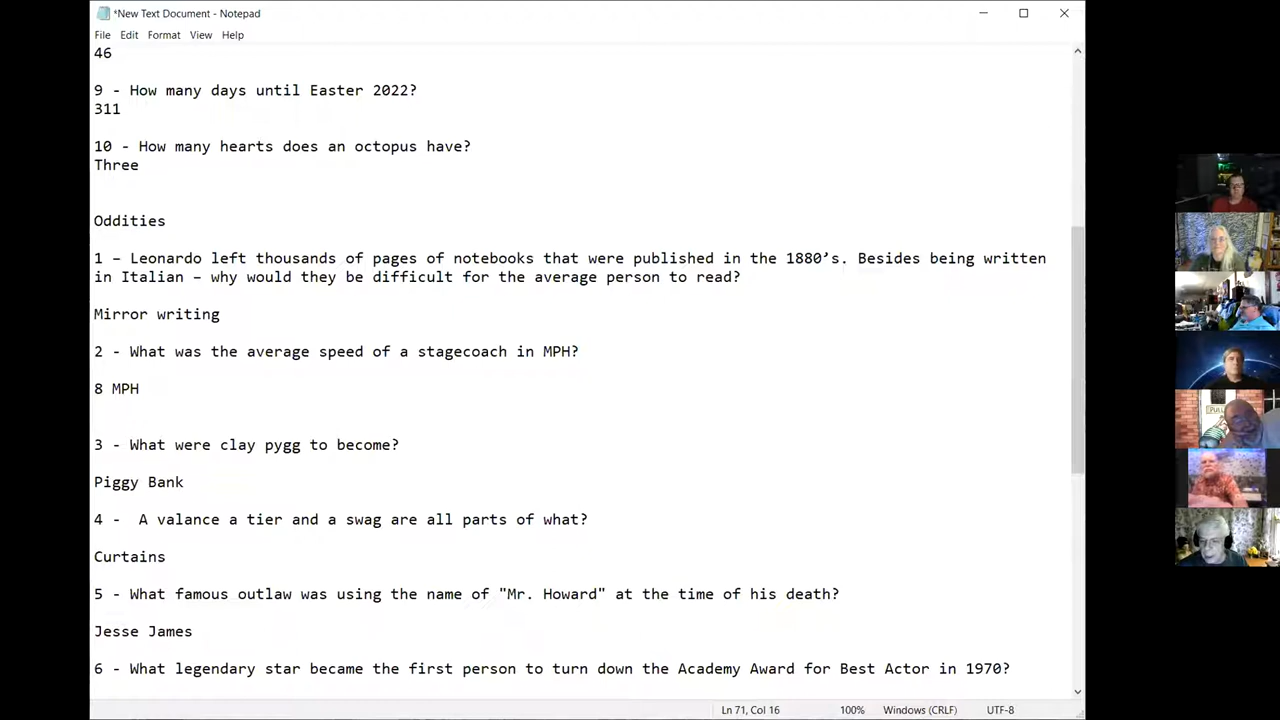 *New Text Document - Notepad
File Edit Format View Help
46
9 - How many days until Easter 2022?
311
10 - How many hearts does an octopus have?
Three
Oddities
1 – Leonardo left thousands of pages of notebooks that were published in the 1880’s. Besides being written
in Italian – why would they be difficult for the average person to read?
Mirror writing
2 - What was the average speed of a stagecoach in MPH?
8 MPH
3 - What were clay pygg to become?
Piggy Bank
4 -  A valance a tier and a swag are all parts of what?
Curtains
5 - What famous outlaw was using the name of "Mr. Howard" at the time of his death?
Jesse James
6 - What legendary star became the first person to turn down the Academy Award for Best Actor in 1970?
Ln 71, Col 16 100% Windows (CRLF) UTF-8